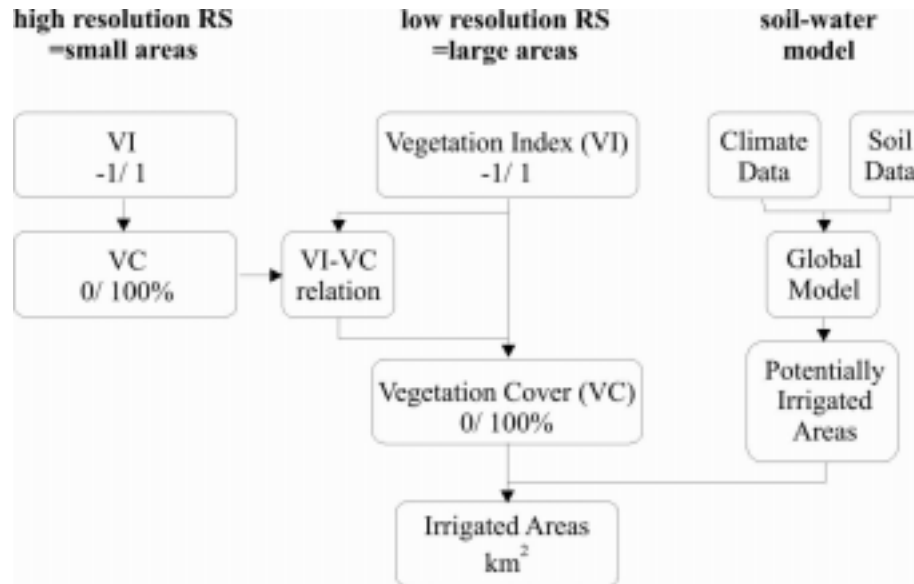 high resolution RS
=small areas
low resolution RS
=large areas
soil-water
model
VI
-1/ 1
Vegetation Index (VI)
-1/ 1
Climate
Data
Soil
Data
VC
0/ 100%
VI-VC
relation
Global
Model
Vegetation Cover (VC)
0/ 100%
Potentially
Irrigated
Areas
Irrigated Areas
km²